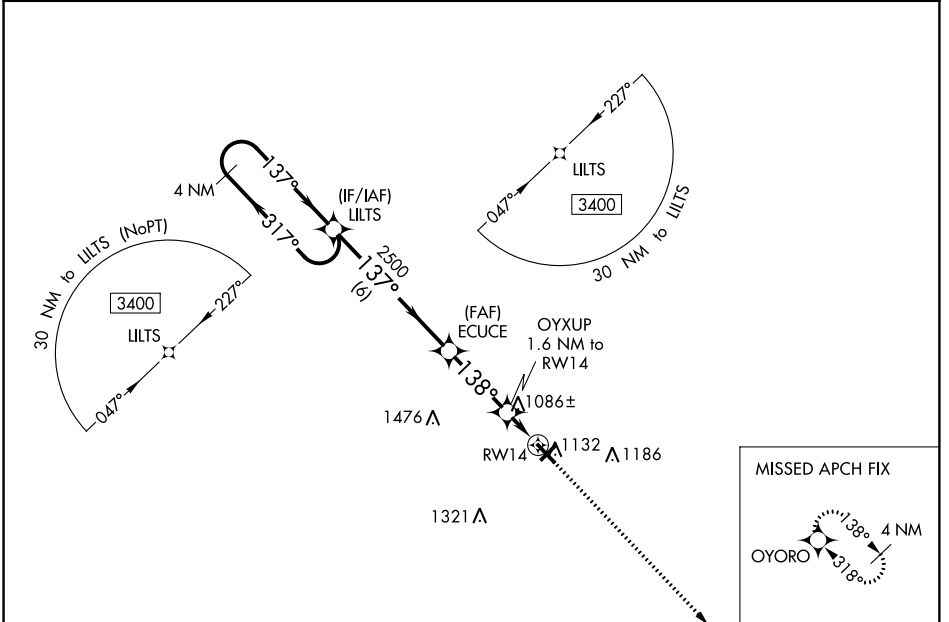 227°
LILTS
047°
3400
30 NM to LILTS
137°
4 NM
(IF/IAF)
LILTS
317°
2500
137°
(6)
30 NM to LILTS (NoPT)
3400
227°
LILTS
047°
(FAF)
ECUCE
OYXUP
1.6 NM to
RW14
138°
1086±
1476
RW14
1132
1186
1321
MISSED APCH FIX
138°
4 NM
OYORO
318°